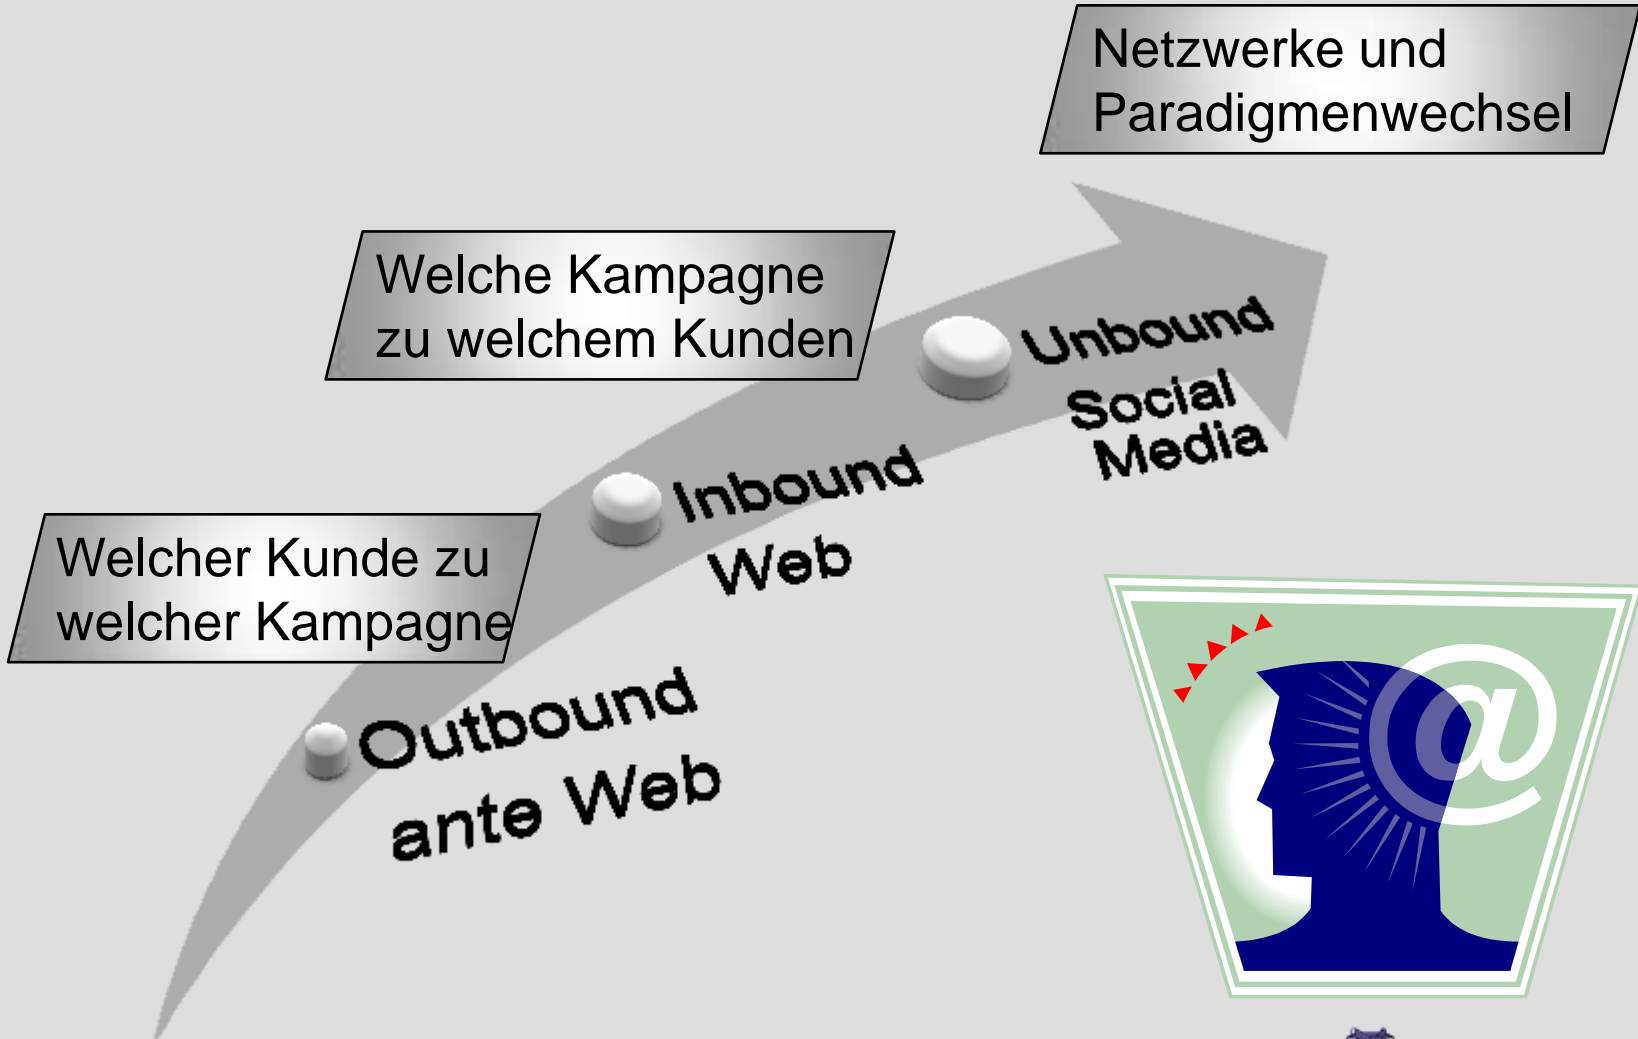 Netzwerke und
Paradigmenwechsel
Welche Kampagne
zu welchem Kunden
Unbound
Social
Media
Inbound
Web
Welcher Kunde zu
welcher Kampagne
Outbound
ante Web
@